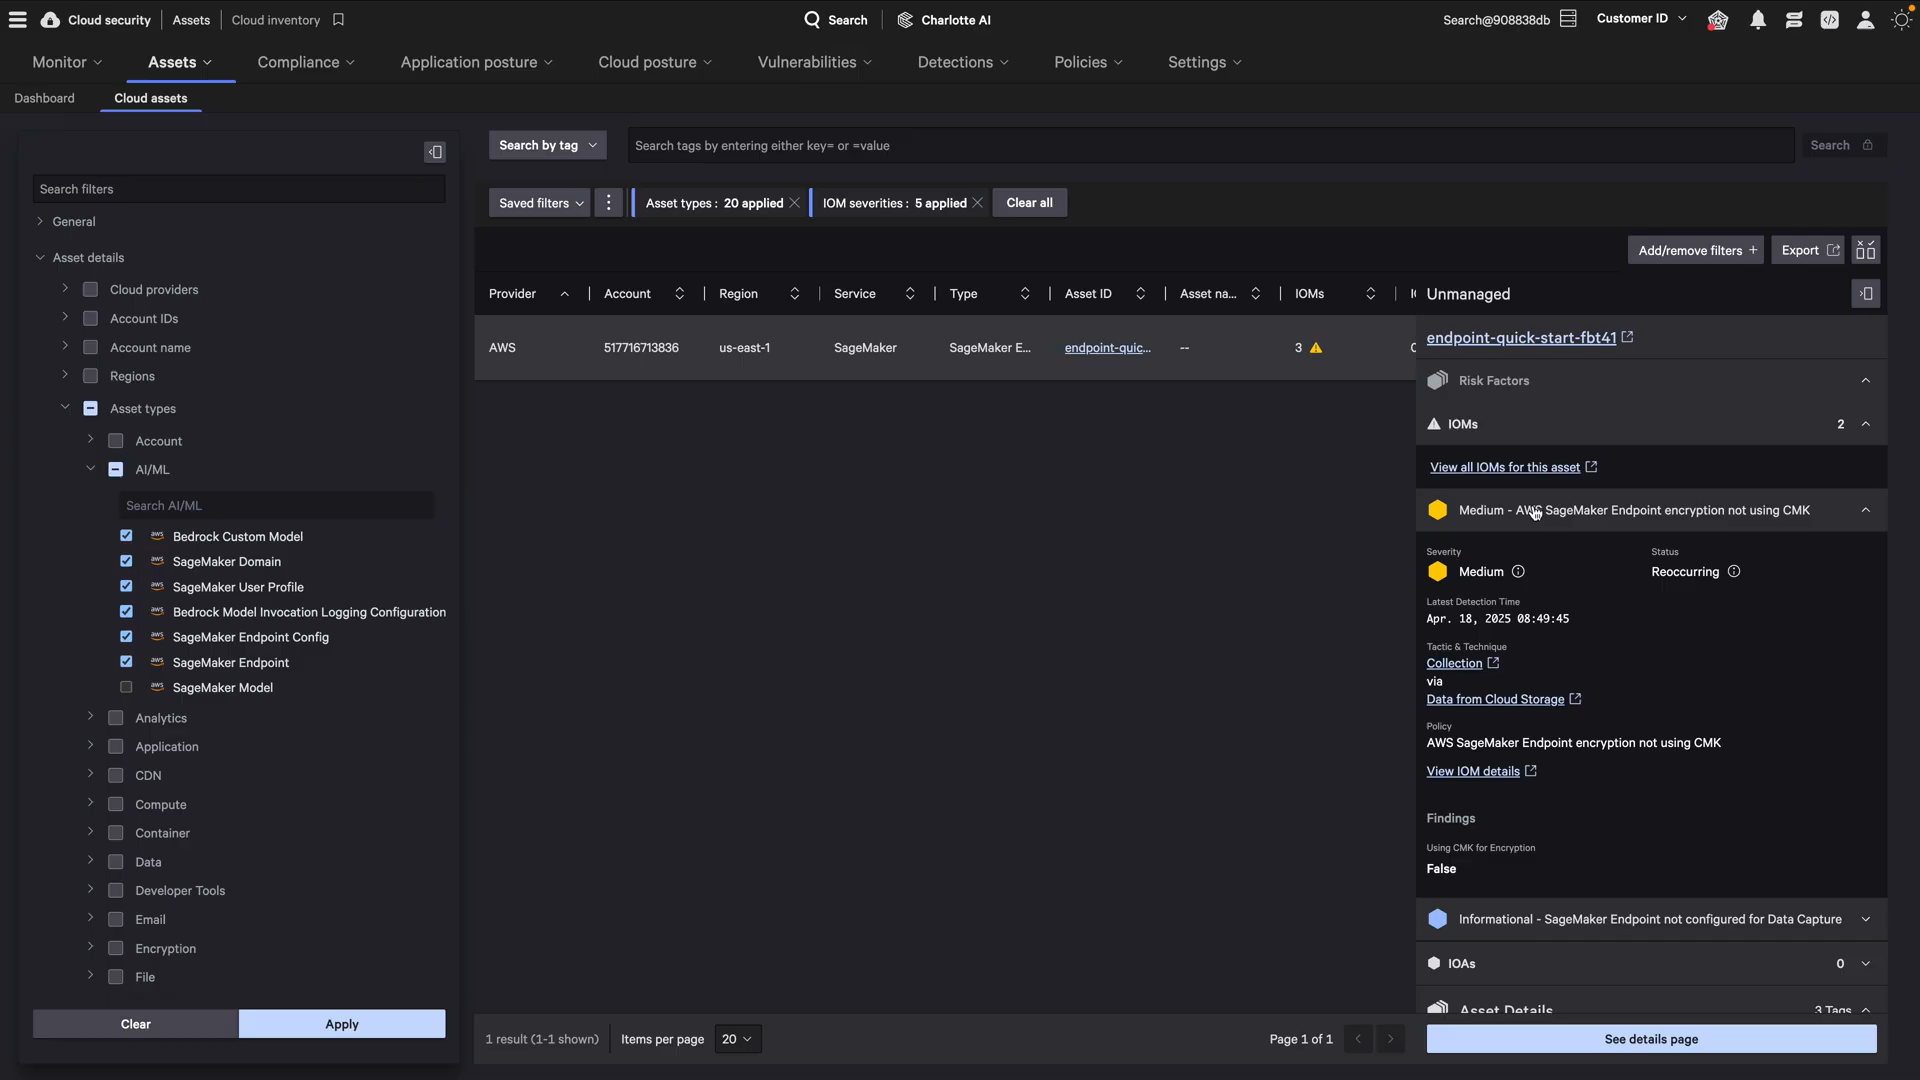 Cloud security Assets Cloud inventory Search Charlotte AI Search@908838db Customer ID
Monitor Assets Compliance Application posture Cloud posture Vulnerabilities Detections Policies Settings
Dashboard Cloud assets
Search filters
General
Asset details
Cloud providers
Account IDs
Account name
Regions
Asset types
Account
AI/ML
Search AI/ML
aws Bedrock Custom Model
aws SageMaker Domain
aws SageMaker User Profile
aws Bedrock Model Invocation Logging Configuration
aws SageMaker Endpoint Config
aws SageMaker Endpoint
aws SageMaker Model
Analytics
Application
CDN
Compute
Container
Data
Developer Tools
Email
Encryption
File
Clear Apply
Search by tag Search tags by entering either key= or =value Search
Saved filters Asset types : 20 applied IOM severities : 5 applied Clear all
Add/remove filters + Export
Provider Account Region Service Type Asset ID Asset na... IOMs
AWS 517716713836 us-east-1 SageMaker SageMaker E... endpoint-quic... -- 3
1 result (1-1 shown) Items per page 20 Page 1 of 1
Unmanaged
endpoint-quick-start-fbt41
Risk Factors
IOMs 2
View all IOMs for this asset
Medium - AWS SageMaker Endpoint encryption not using CMK
Severity Status
Medium Reoccurring
Latest Detection Time
Apr. 18, 2025 08:49:45
Tactic & Technique
Collection
via
Data from Cloud Storage
Policy
AWS SageMaker Endpoint encryption not using CMK
View IOM details
Findings
Using CMK for Encryption
False
Informational - SageMaker Endpoint not configured for Data Capture
IOAs 0
Asset Details 3 Tags
See details page